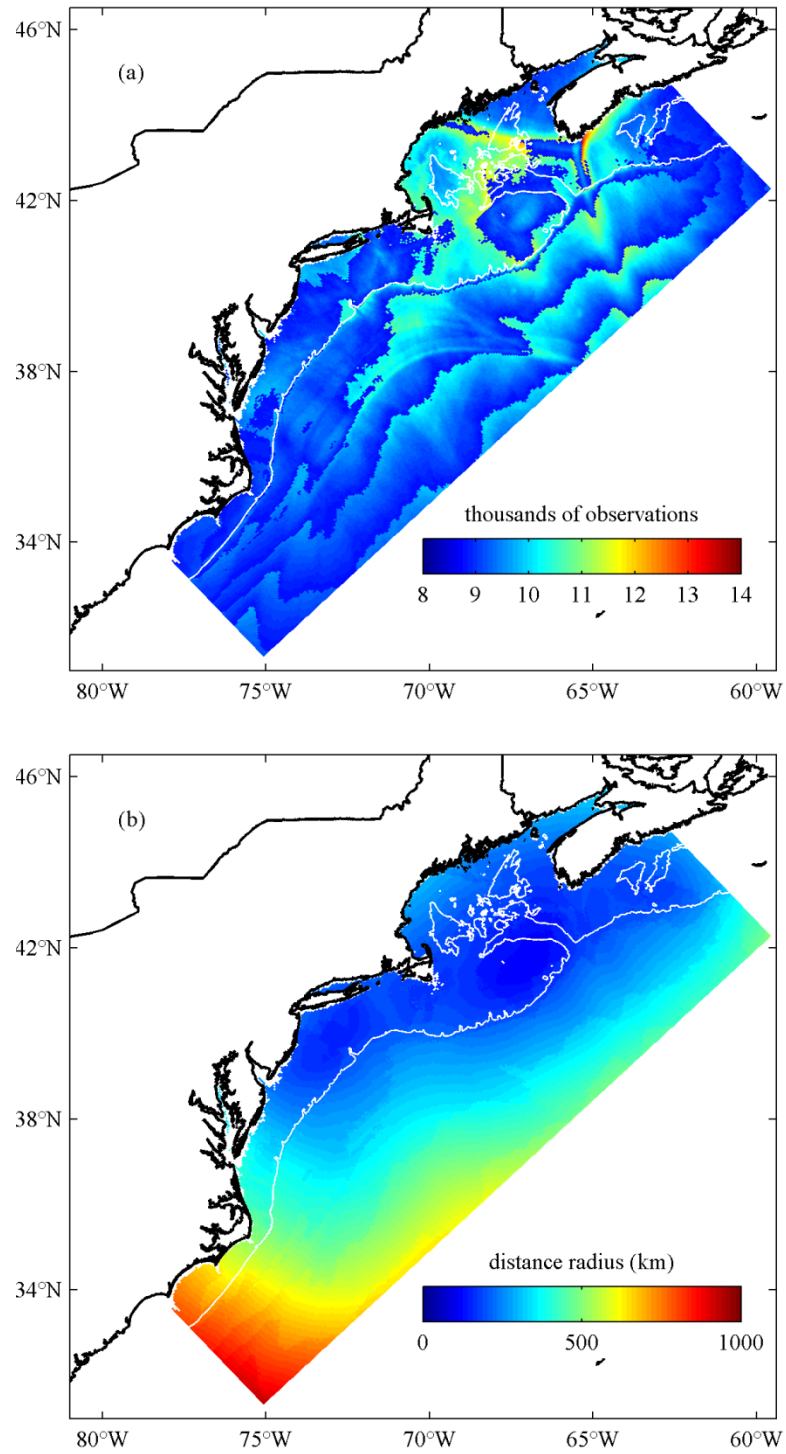 46°N
(a)
42°N
38°N
thousands of observations
34°N
8 9 10 11 12 13 14
80°W 75°W 70°W 65°W 60°W
46°N
(b)
42°N
38°N
distance radius (km)
34°N
0 500 1000
80°W 75°W 70°W 65°W 60°W